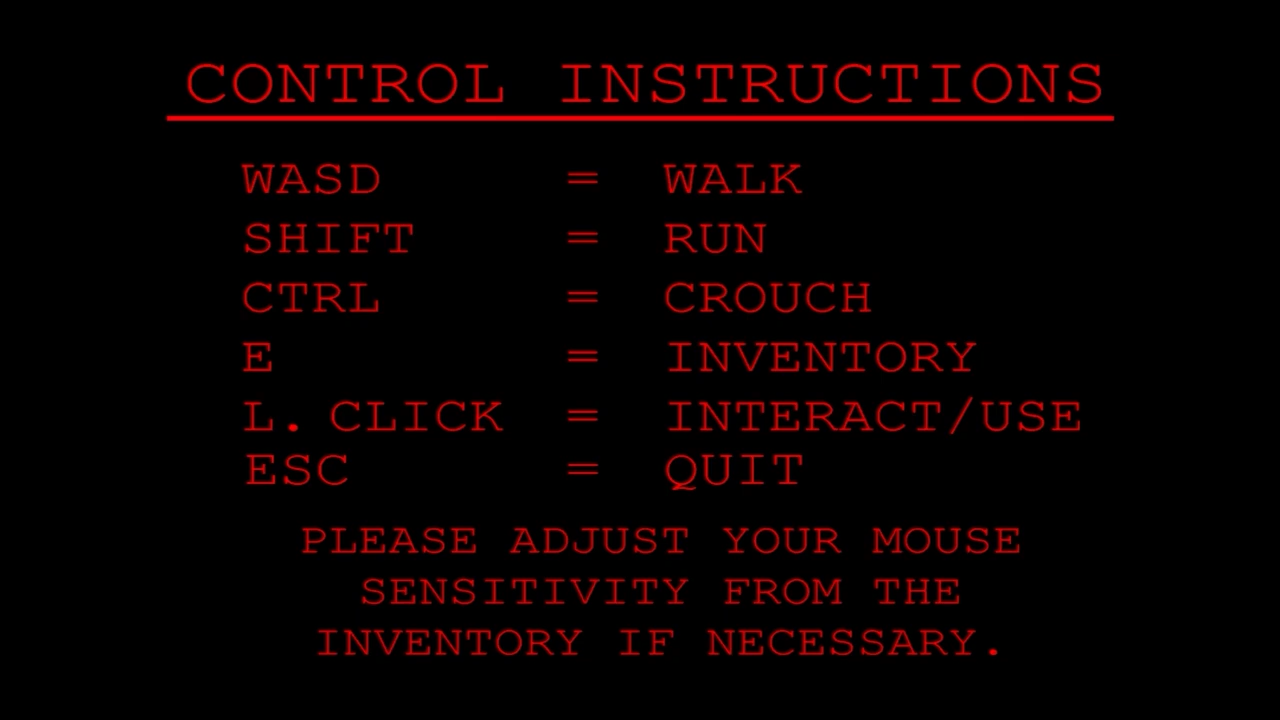 CONTROL INSTRUCTIONS
WASD = WALK
SHIFT = RUN
CTRL = CROUCH
E = INVENTORY
L. CLICK = INTERACT/USE
ESC = QUIT
PLEASE ADJUST YOUR MOUSE
SENSITIVITY FROM THE
INVENTORY IF NECESSARY.